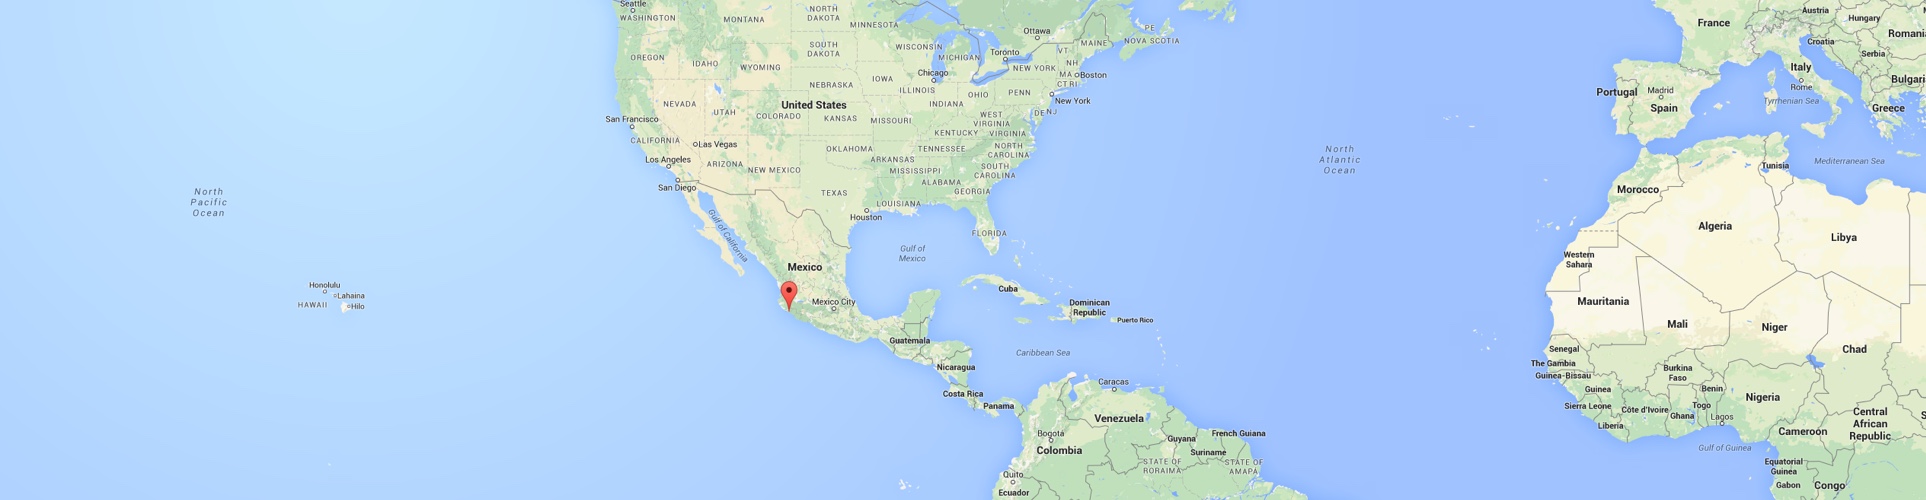 Seattle
WASHINGTON
MONTANA
NORTH
DAKOTA
MINNESOTA
Ottawa
PE
NOVA SCOTIA
MAINE
France
Austria
Hungary
Romania
Croatia
Serbia
OREGON
IDAHO
WYOMING
SOUTH
DAKOTA
WISCONSIN
MICHIGAN
Toronto
VT
NH
NEW YORK
MA
CT RI
Boston
Italy
Rome
Bulgari
Chicago
IOWA
NEBRASKA
ILLINOIS
INDIANA
OHIO
PENN
New York
Portugal
Madrid
Spain
Tyrrhenian Sea
Greece
NEVADA
UTAH
COLORADO
United States
KANSAS
MISSOURI
WEST
VIRGINIA
DE
NJ
San Francisco
CALIFORNIA
Las Vegas
KENTUCKY
VIRGINIA
Los Angeles
ARIZONA
NEW MEXICO
OKLAHOMA
ARKANSAS
TENNESSEE
NORTH
CAROLINA
North
Atlantic
Ocean
Tunisia
Mediterranean Sea
San Diego
TEXAS
MISSISSIPPI
ALABAMA
SOUTH
CAROLINA
GEORGIA
LOUISIANA
Morocco
North
Pacific
Ocean
Gulf of California
Houston
FLORIDA
Algeria
Libya
Gulf of
Mexico
Mexico
Western
Sahara
Honolulu
Lahaina
HAWAII
Hilo
Mexico City
Cuba
Dominican
Republic
Puerto Rico
Mauritania
Mali
Niger
Chad
Guatemala
Caribbean Sea
Nicaragua
Senegal
The Gambia
Guinea-Bissau
Burkina
Faso
Costa Rica
Panama
Caracas
Guinea
Benin
Nigeria
Sierra Leone
Côte d'Ivoire
Togo
Ghana
Lagos
Liberia
Central
African
Republic
S
Venezuela
Bogota
Colombia
Guyana
French Guiana
Suriname
Cameroon
Gulf of Guinea
STATE OF
RORAIMA
STATE OF
AMAPÁ
Quito
Ecuador
Equatorial
Guinea
Gabon
Congo